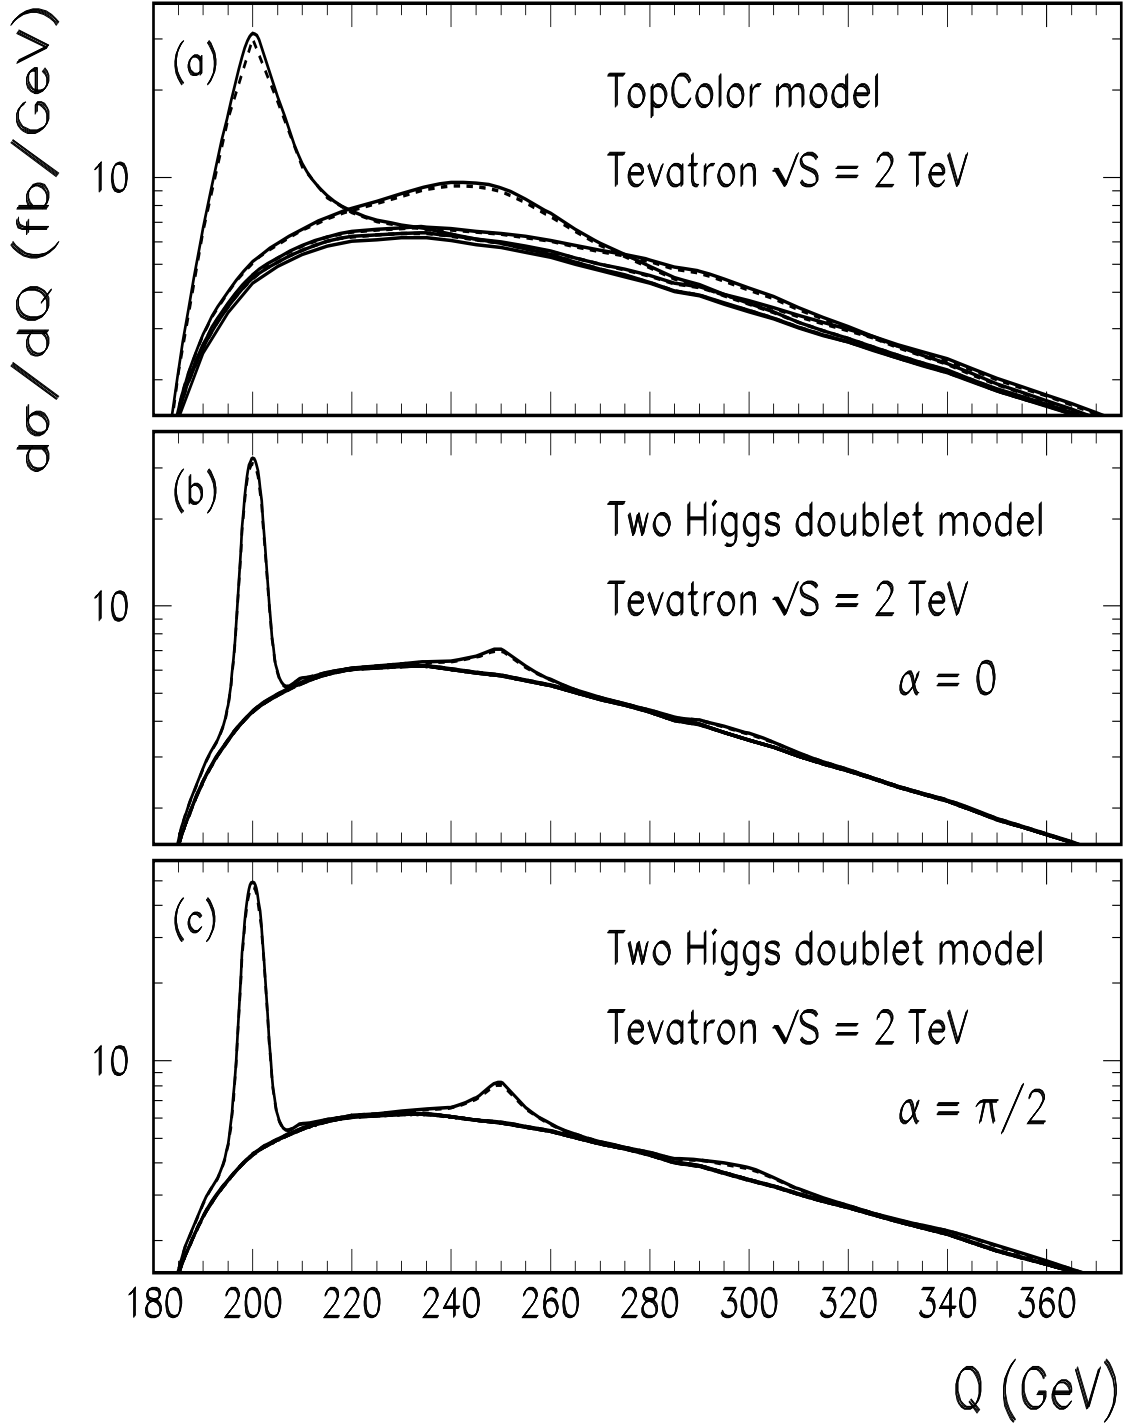 dσ/dQ (fb/GeV)
(a)
TopColor model
Tevatron √S = 2 TeV
10
(b)
Two Higgs doublet model
Tevatron √S = 2 TeV
10
α = 0
(c)
Two Higgs doublet model
Tevatron √S = 2 TeV
10
α = π/2
180 200 220 240 260 280 300 320 340 360
Q (GeV)